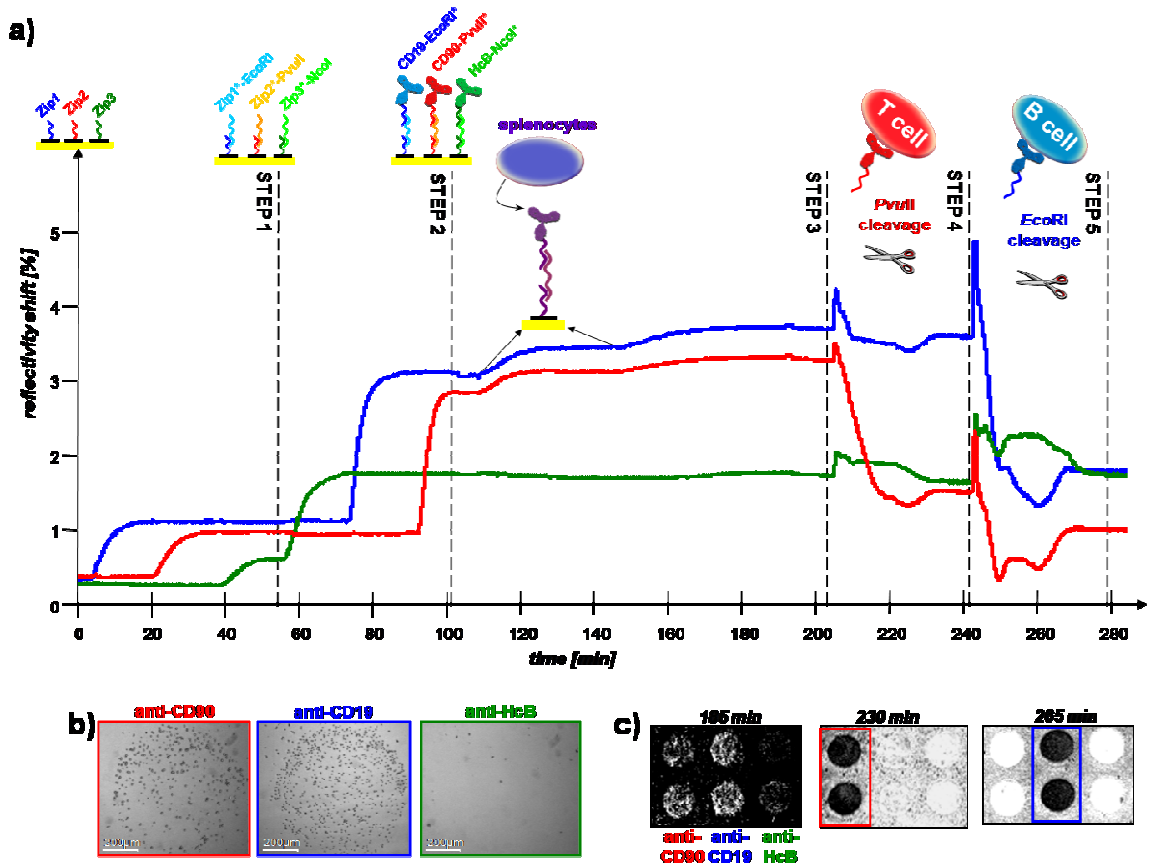 a)
Zip1
Zip2
Zip3
Zip1*-EcoRI
Zip2*-PvuII
Zip3*-NcoI
CD19-EcoRI*
CD90-PvuII*
HcB-NcoI*
splenocytes
T cell
B cell
STEP 1
STEP 2
STEP 3
STEP 4
STEP 5
PvuII
cleavage
EcoRI
cleavage
reflectivity shift [%]
5
4
3
2
1
0
0 20 40 60 80 100 120 140 160 180 200 220 240 260 280
time [min]
b)
anti-CD90
anti-CD19
anti-HcB
200µm
200µm
200µm
c)
195 min
230 min
265 min
anti-
CD90
anti-
CD19
anti-
HcB